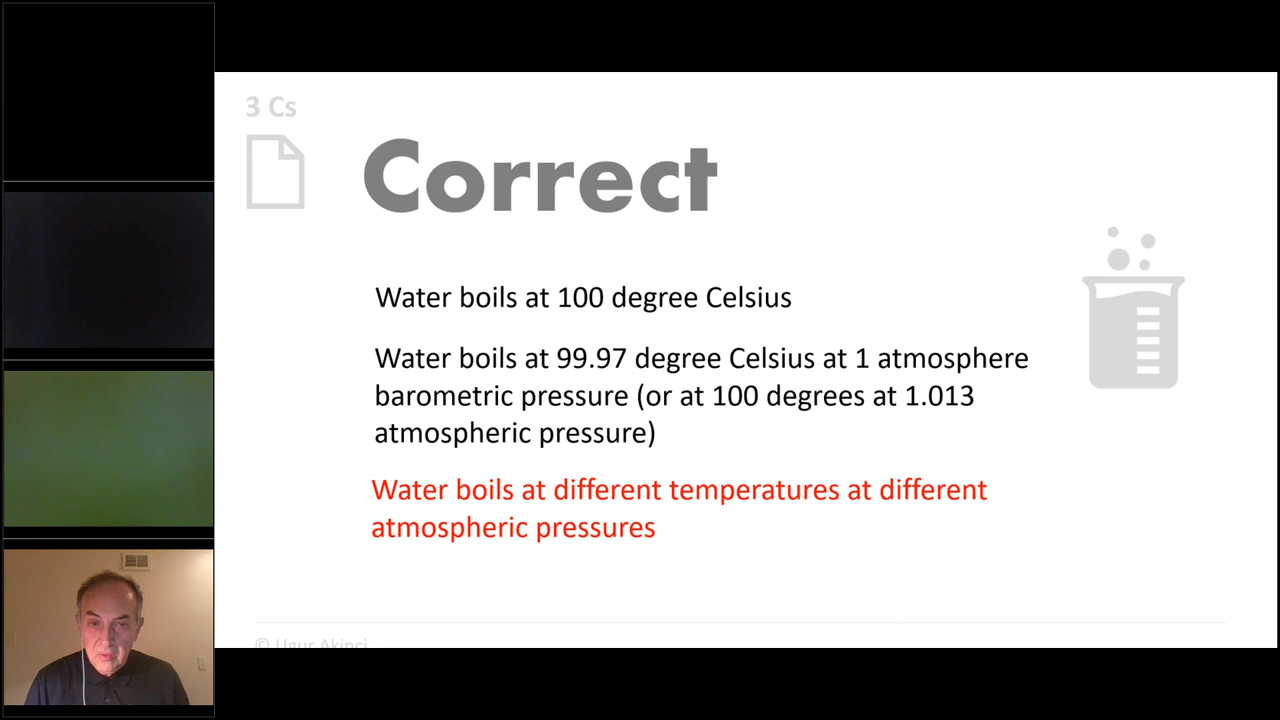 3 Cs
Correct
Water boils at 100 degree Celsius
Water boils at 99.97 degree Celsius at 1 atmosphere
barometric pressure (or at 100 degrees at 1.013
atmospheric pressure)
Water boils at different temperatures at different
atmospheric pressures
© Ugur Akinci